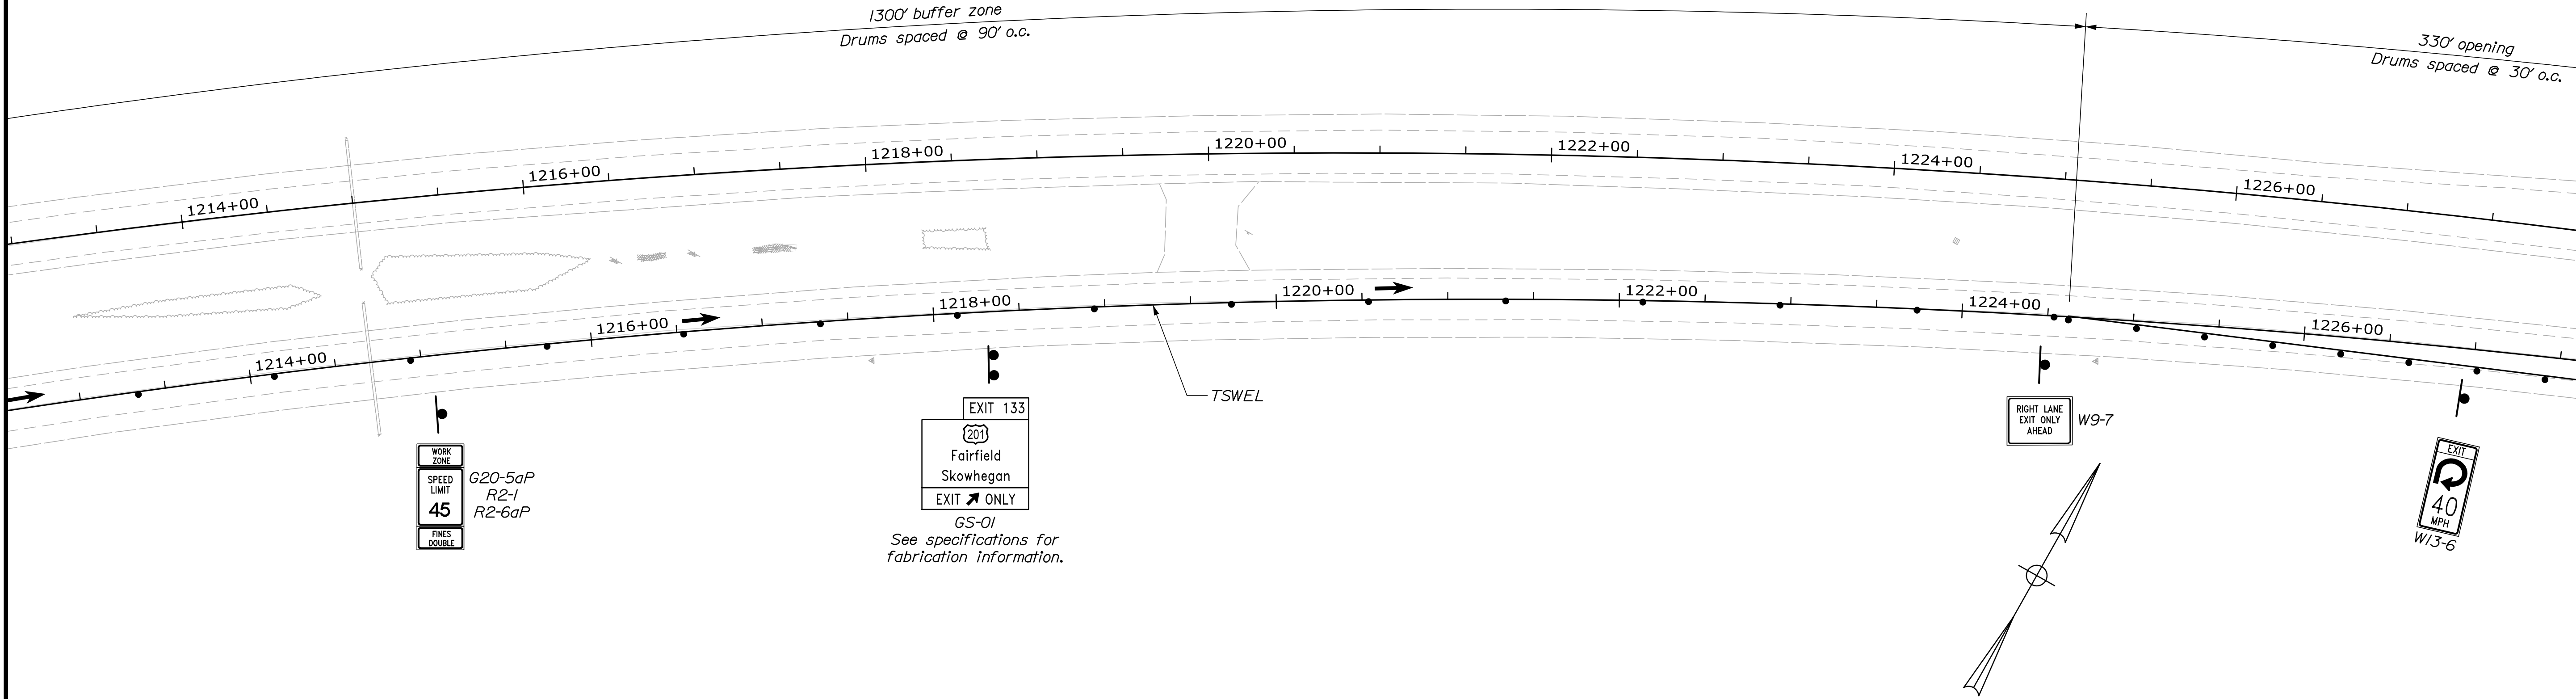 1300' buffer zone
Drums spaced @ 90' o.c.
330' opening
Drums spaced @ 30' o.c.
1214+00
1216+00
1218+00
1220+00
1222+00
1224+00
1226+00
1214+00
1216+00
1218+00
1220+00
1222+00
1224+00
1226+00
TSWEL
WORK
ZONE
SPEED
LIMIT
45
FINES
DOUBLE
G20-5aP
R2-1
R2-6aP
EXIT 133
201
Fairfield
Skowhegan
EXIT ONLY
GS-01
See specifications for
fabrication information.
RIGHT LANE
EXIT ONLY
AHEAD
W9-7
EXIT
40
MPH
W13-6